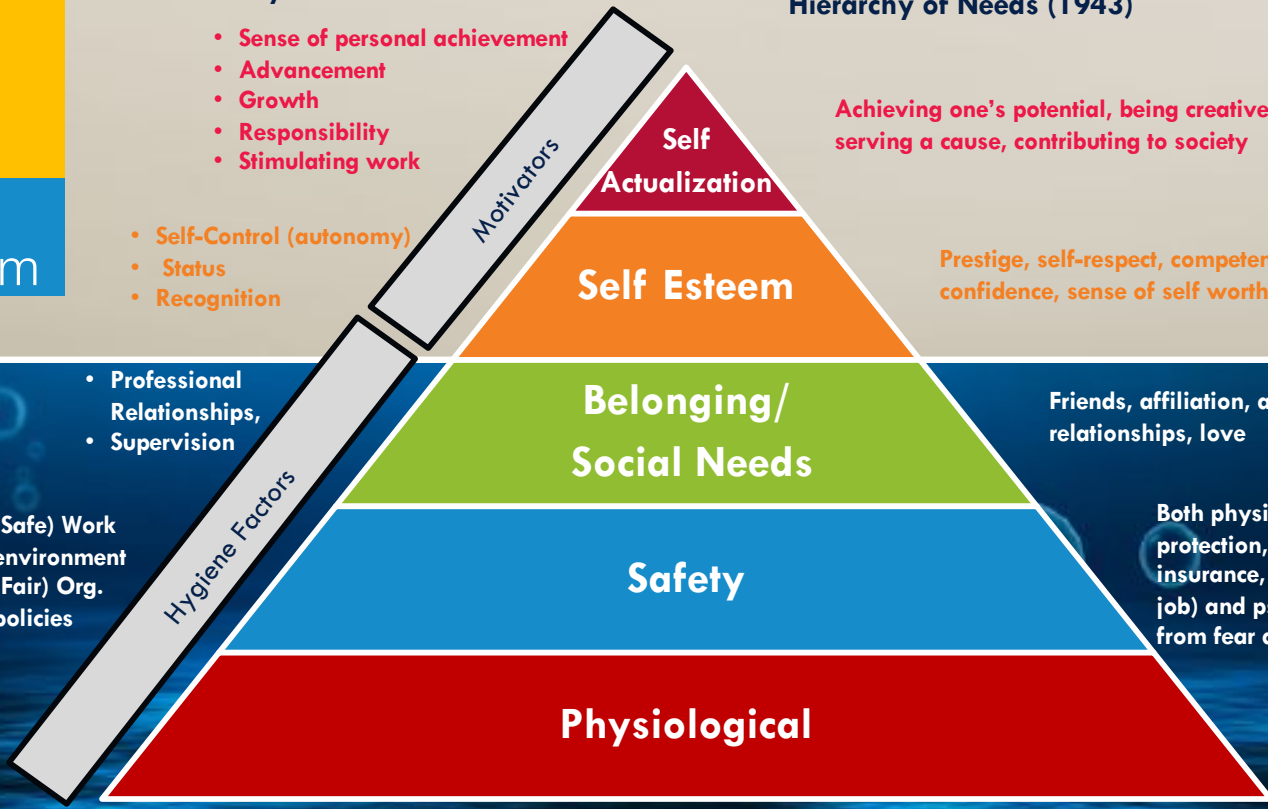 Hierarchy of Needs (1943)
• Sense of personal achievement
• Advancement
• Growth
• Responsibility
• Stimulating work
• Self-Control (autonomy)
• Status
• Recognition
m
• Professional
Relationships,
• Supervision
Safe) Work
environment
Fair) Org.
policies
Motivators
Hygiene Factors
Self
Actualization
Self Esteem
Belonging/
Social Needs
Safety
Physiological
Achieving one's potential, being creative
serving a cause, contributing to society
Prestige, self-respect,
confidence, sense of self worth
Friends, affiliation,
relationships, love
Both
protection,
insurance,
job) and
from fear